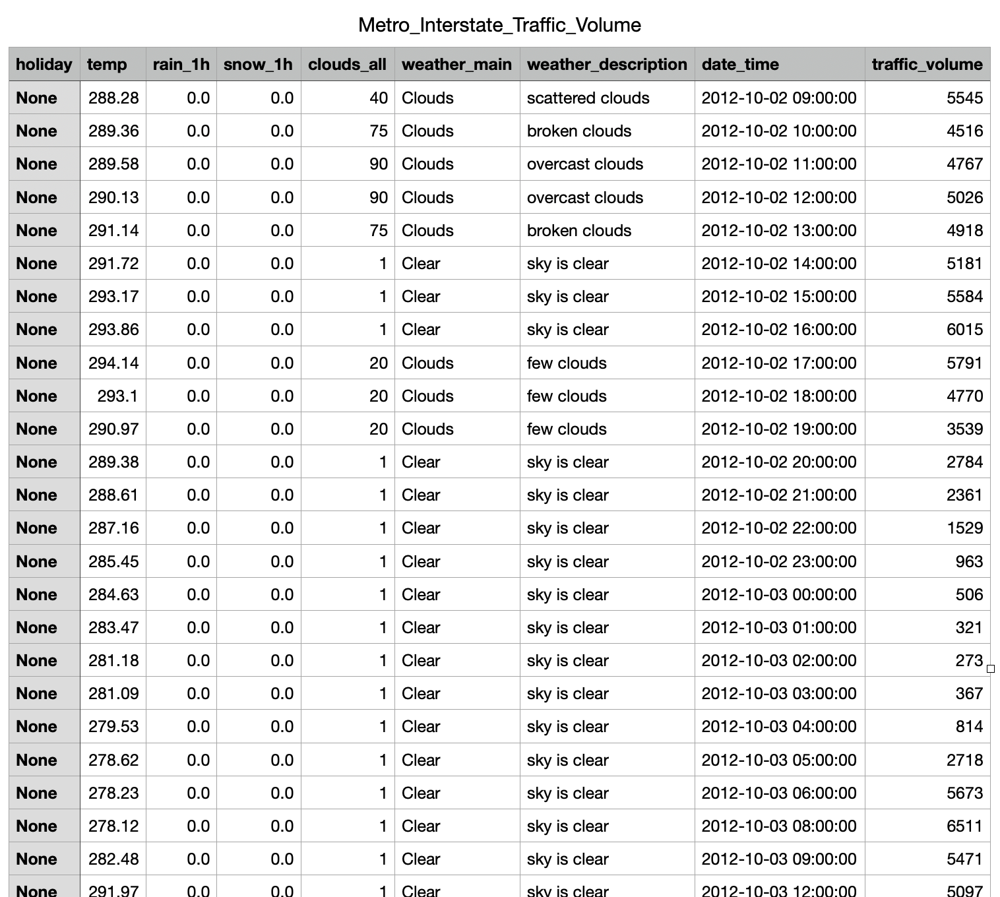 Metro_Interstate_Traffic_Volume
holiday temp rain_1h snow_1h clouds_all weather_main weather_description date_time traffic_volume
None 288.28 0.0 0.0 40 Clouds scattered clouds 2012-10-02 09:00:00 5545
None 289.36 0.0 0.0 75 Clouds broken clouds 2012-10-02 10:00:00 4516
None 289.58 0.0 0.0 90 Clouds overcast clouds 2012-10-02 11:00:00 4767
None 290.13 0.0 0.0 90 Clouds overcast clouds 2012-10-02 12:00:00 5026
None 291.14 0.0 0.0 75 Clouds broken clouds 2012-10-02 13:00:00 4918
None 291.72 0.0 0.0 1 Clear sky is clear 2012-10-02 14:00:00 5181
None 293.17 0.0 0.0 1 Clear sky is clear 2012-10-02 15:00:00 5584
None 293.86 0.0 0.0 1 Clear sky is clear 2012-10-02 16:00:00 6015
None 294.14 0.0 0.0 20 Clouds few clouds 2012-10-02 17:00:00 5791
None 293.1 0.0 0.0 20 Clouds few clouds 2012-10-02 18:00:00 4770
None 290.97 0.0 0.0 20 Clouds few clouds 2012-10-02 19:00:00 3539
None 289.38 0.0 0.0 1 Clear sky is clear 2012-10-02 20:00:00 2784
None 288.61 0.0 0.0 1 Clear sky is clear 2012-10-02 21:00:00 2361
None 287.16 0.0 0.0 1 Clear sky is clear 2012-10-02 22:00:00 1529
None 285.45 0.0 0.0 1 Clear sky is clear 2012-10-02 23:00:00 963
None 284.63 0.0 0.0 1 Clear sky is clear 2012-10-03 00:00:00 506
None 283.47 0.0 0.0 1 Clear sky is clear 2012-10-03 01:00:00 321
None 281.18 0.0 0.0 1 Clear sky is clear 2012-10-03 02:00:00 273
None 281.09 0.0 0.0 1 Clear sky is clear 2012-10-03 03:00:00 367
None 279.53 0.0 0.0 1 Clear sky is clear 2012-10-03 04:00:00 814
None 278.62 0.0 0.0 1 Clear sky is clear 2012-10-03 05:00:00 2718
None 278.23 0.0 0.0 1 Clear sky is clear 2012-10-03 06:00:00 5673
None 278.12 0.0 0.0 1 Clear sky is clear 2012-10-03 08:00:00 6511
None 282.48 0.0 0.0 1 Clear sky is clear 2012-10-03 09:00:00 5471
None 291.97 0.0 0.0 1 Clear sky is clear 2012-10-03 12:00:00 5097